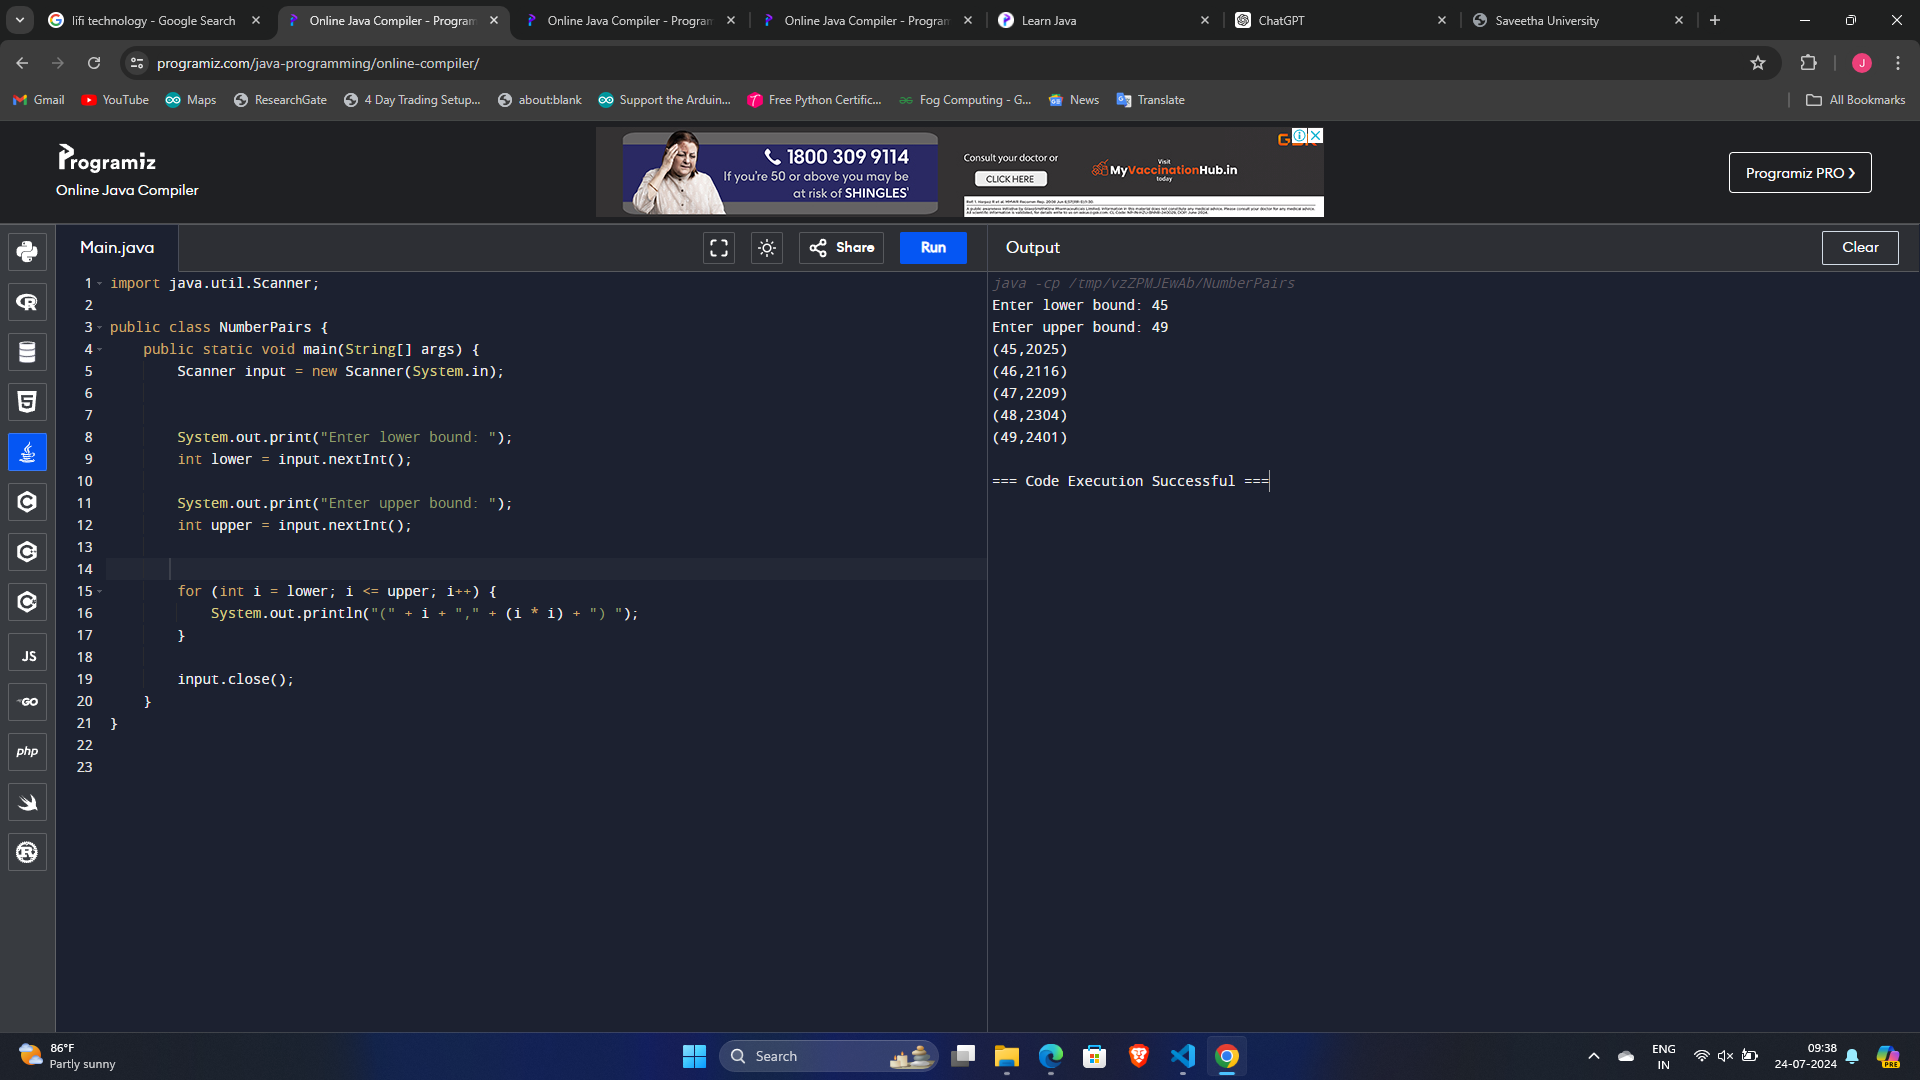 lifi technology - Google Search
Online Java Compiler - Program
Online Java Compiler - Program
Online Java Compiler - Program
Learn Java
ChatGPT
Saveetha University
programiz.com/java-programming/online-compiler/
J
Gmail
YouTube
Maps
ResearchGate
4 Day Trading Setup...
about:blank
Support the Arduin...
Free Python Certific...
Fog Computing - G...
News
Translate
All Bookmarks
Programiz
Online Java Compiler
1800 309 9114
If you're 50 or above you may be
at risk of SHINGLES¹
Consult your doctor or
CLICK HERE
Visit
MyVaccinationHub.in
today
Programiz PRO ❯
Main.java
Share
Run
Output
Clear
1 import java.util.Scanner;
2
3 public class NumberPairs {
4     public static void main(String[] args) {
5         Scanner input = new Scanner(System.in);
6
7
8         System.out.print("Enter lower bound: ");
9         int lower = input.nextInt();
10
11         System.out.print("Enter upper bound: ");
12         int upper = input.nextInt();
13
14
15         for (int i = lower; i <= upper; i++) {
16             System.out.println("(" + i + "," + (i * i) + ") ");
17         }
18
19         input.close();
20     }
21 }
22
23
java -cp /tmp/vzZPMJEwAb/NumberPairs
Enter lower bound: 45
Enter upper bound: 49
(45,2025)
(46,2116)
(47,2209)
(48,2304)
(49,2401)
=== Code Execution Successful ===
JS
GO
php
86°F
Partly sunny
Search
ENG
IN
09:38
24-07-2024
PRE